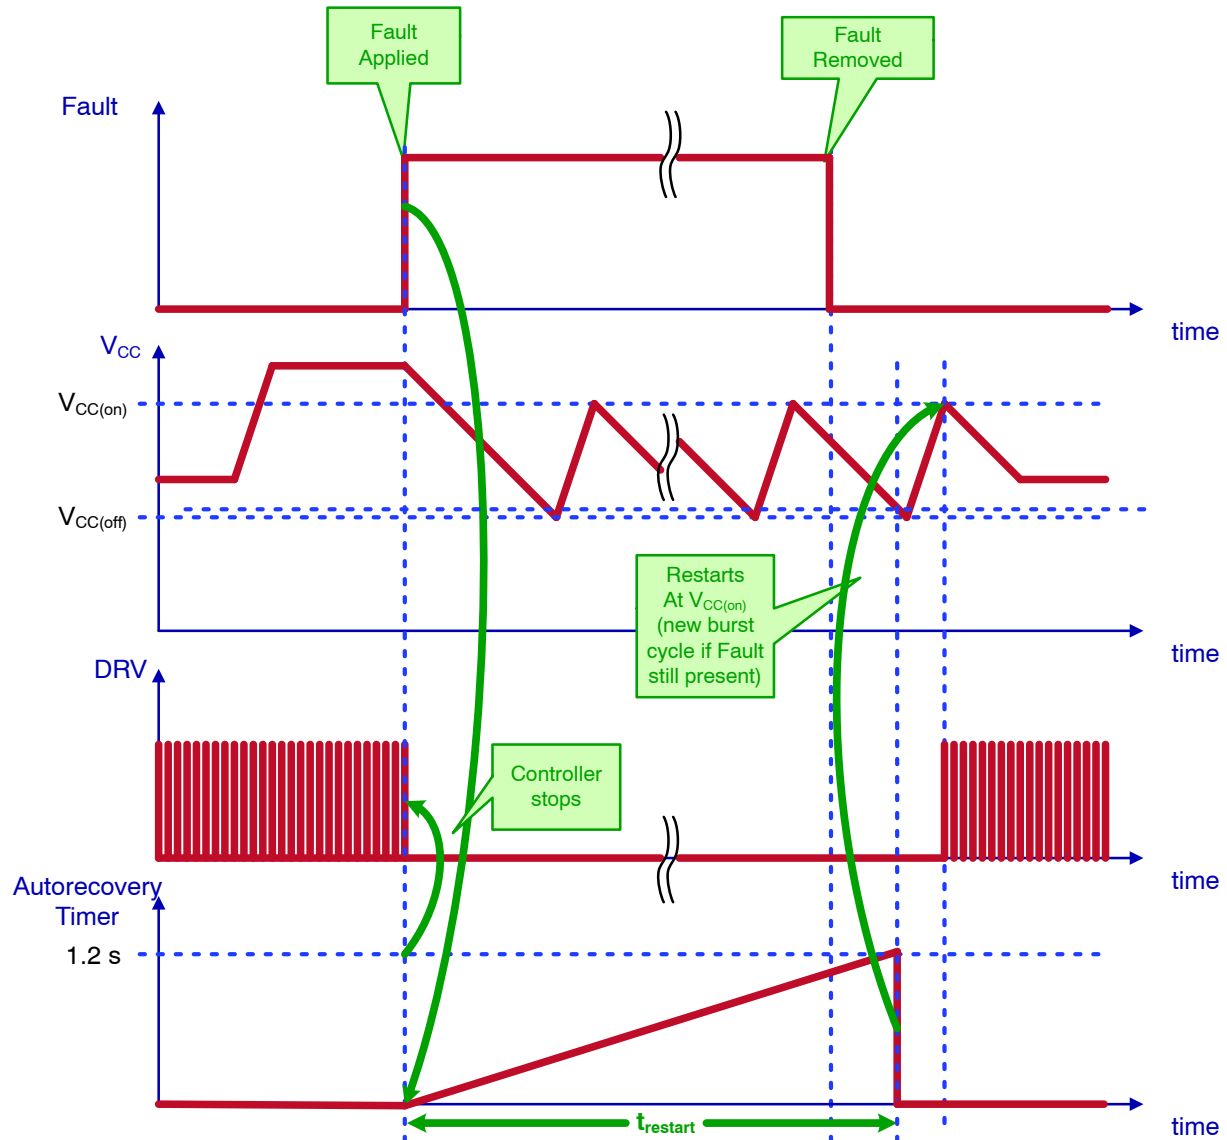 Fault
Applied
Fault
Removed
Fault
time
VCC
VCC(on)
VCC(off)
Restarts
At VCC(on)
(new burst
cycle if Fault
still present)
time
DRV
Controller
stops
time
Autorecovery
Timer
1.2 s
trestart
time